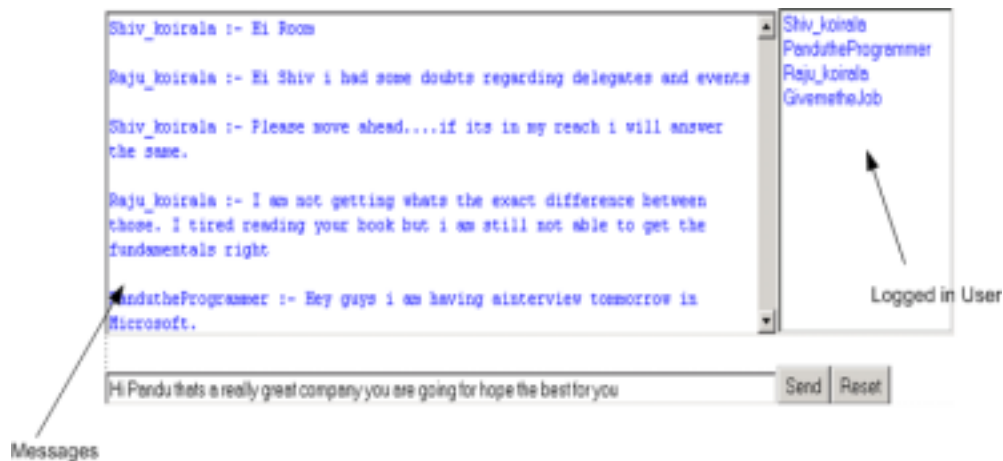 Shiv_koirala :- Hi Room
Raju_koirala :- Hi Shiv i had some doubts regarding delegates and events
Shiv_koirala :- Please move ahead....if its in my reach i will answer
the same.
Raju_koirala :- I am not getting whats the exact difference between
those. I tired reading your book but i am still not able to get the
fundamentals right
PandutheProgrammer :- Hey guys i am having ainterview tommorrow in
Microsoft.
Shiv_koirala
PandutheProgrammer
Raju_koirala
GivemetheJob
Logged in User
Hi Pandu thats a really great company you are going for hope the best for you
Send
Reset
Messages